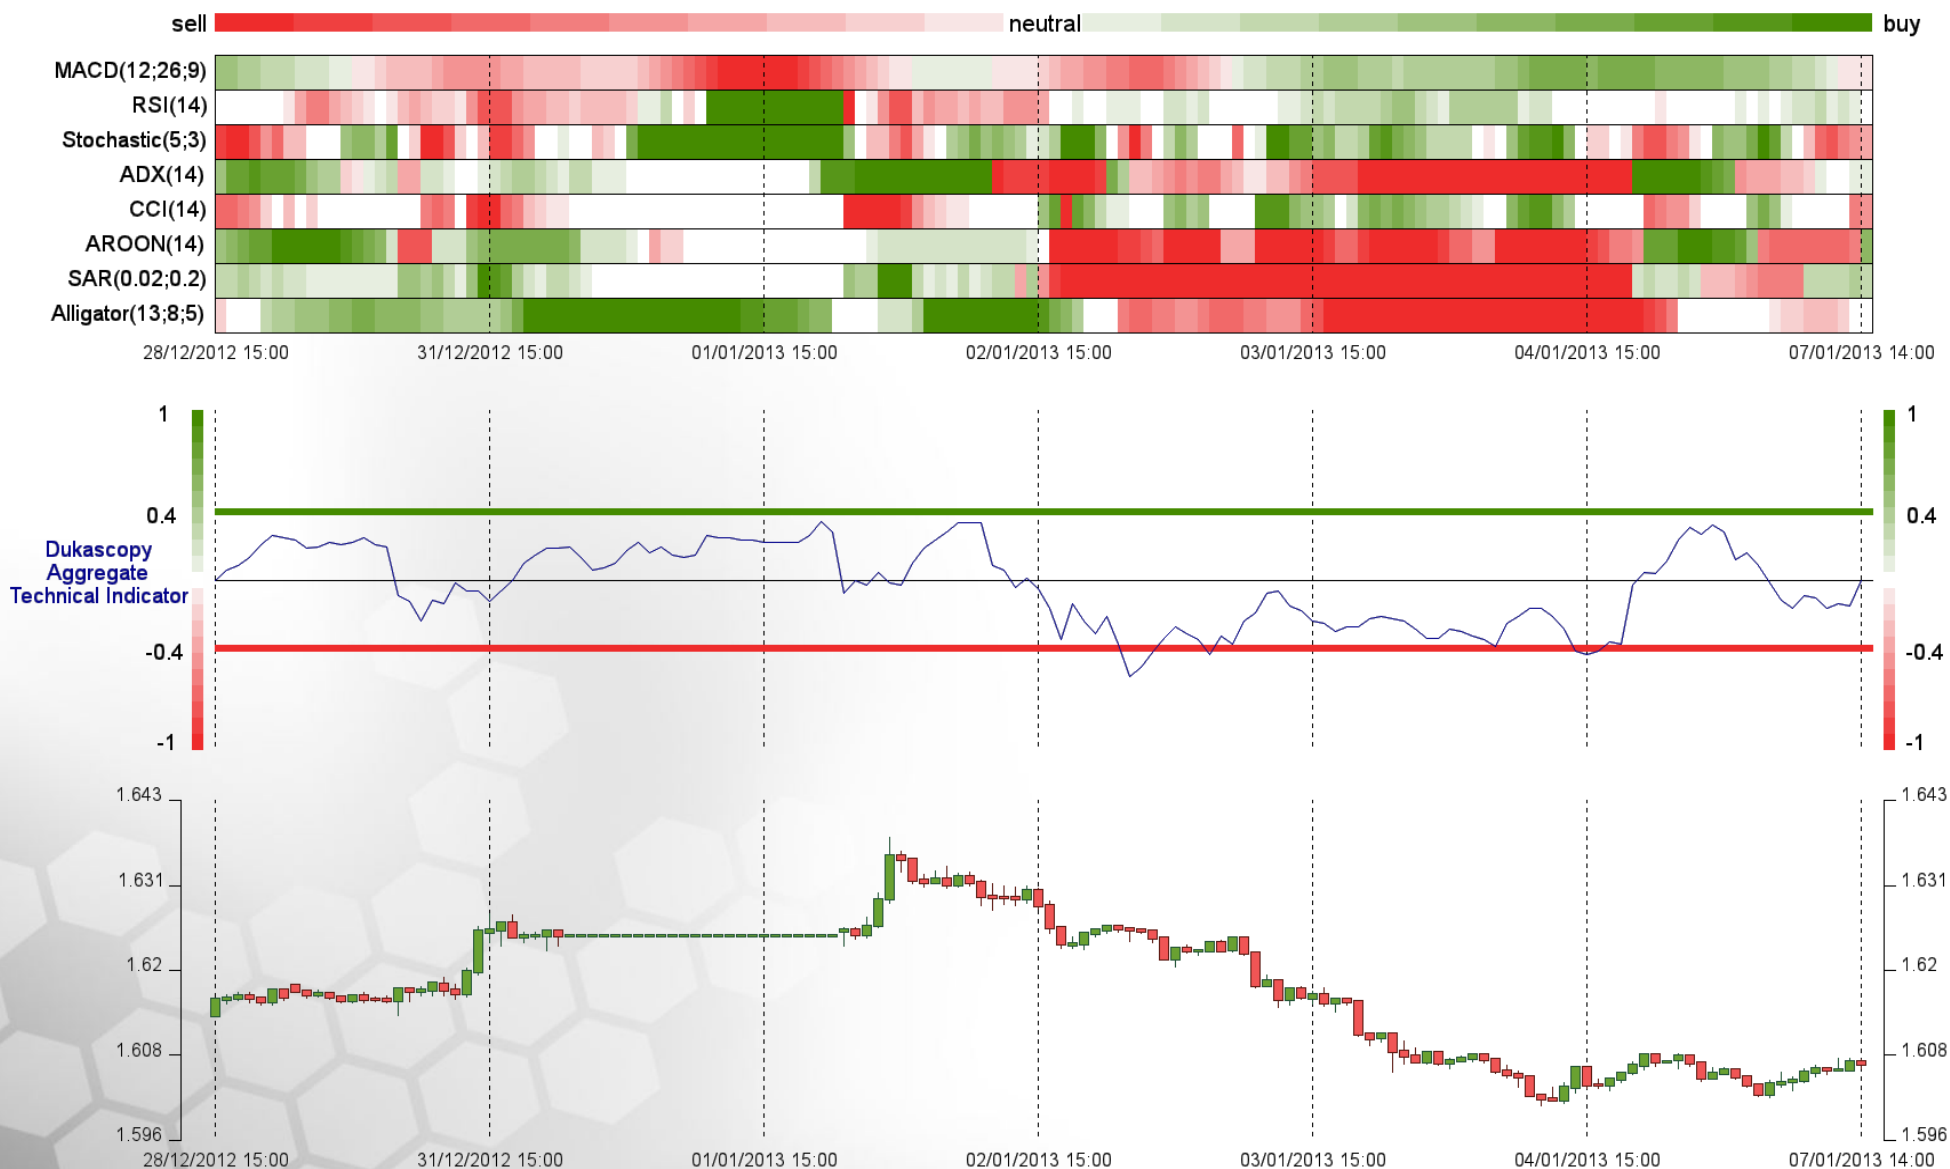 sell neutral buy
MACD(12;26;9)
RSI(14)
Stochastic(5;3)
ADX(14)
CCI(14)
AROON(14)
SAR(0.02;0.2)
Alligator(13;8;5)
28/12/2012 15:00 31/12/2012 15:00 01/01/2013 15:00 02/01/2013 15:00 03/01/2013 15:00 04/01/2013 15:00 07/01/2013 14:00
1 1
0.4 0.4
Dukascopy
Aggregate
Technical Indicator
-0.4 -0.4
-1 -1
1.643 1.643
1.631 1.631
1.62 1.62
1.608 1.608
1.596 1.596
28/12/2012 15:00 31/12/2012 15:00 01/01/2013 15:00 02/01/2013 15:00 03/01/2013 15:00 04/01/2013 15:00 07/01/2013 14:00